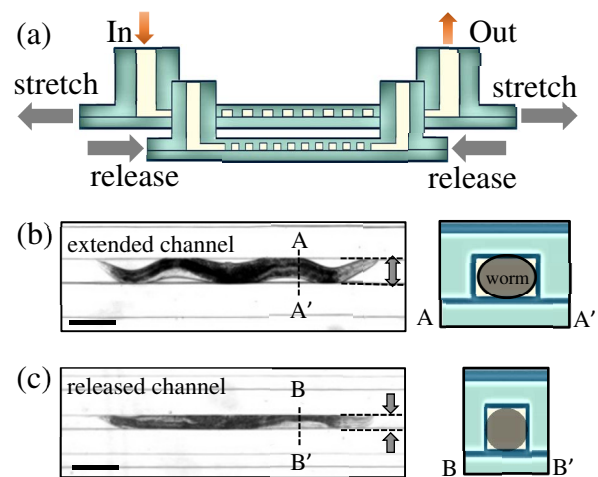 (a)
In
Out
stretch
stretch
release
release
(b)
extended channel
A
A'
worm
A
A'
(c)
released channel
B
B'
B
B'